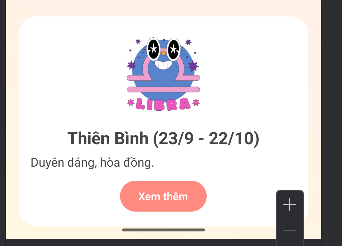 LIBRA
Thiên Bình (23/9 - 22/10)
Duyên dáng, hòa đồng.
Xem thêm